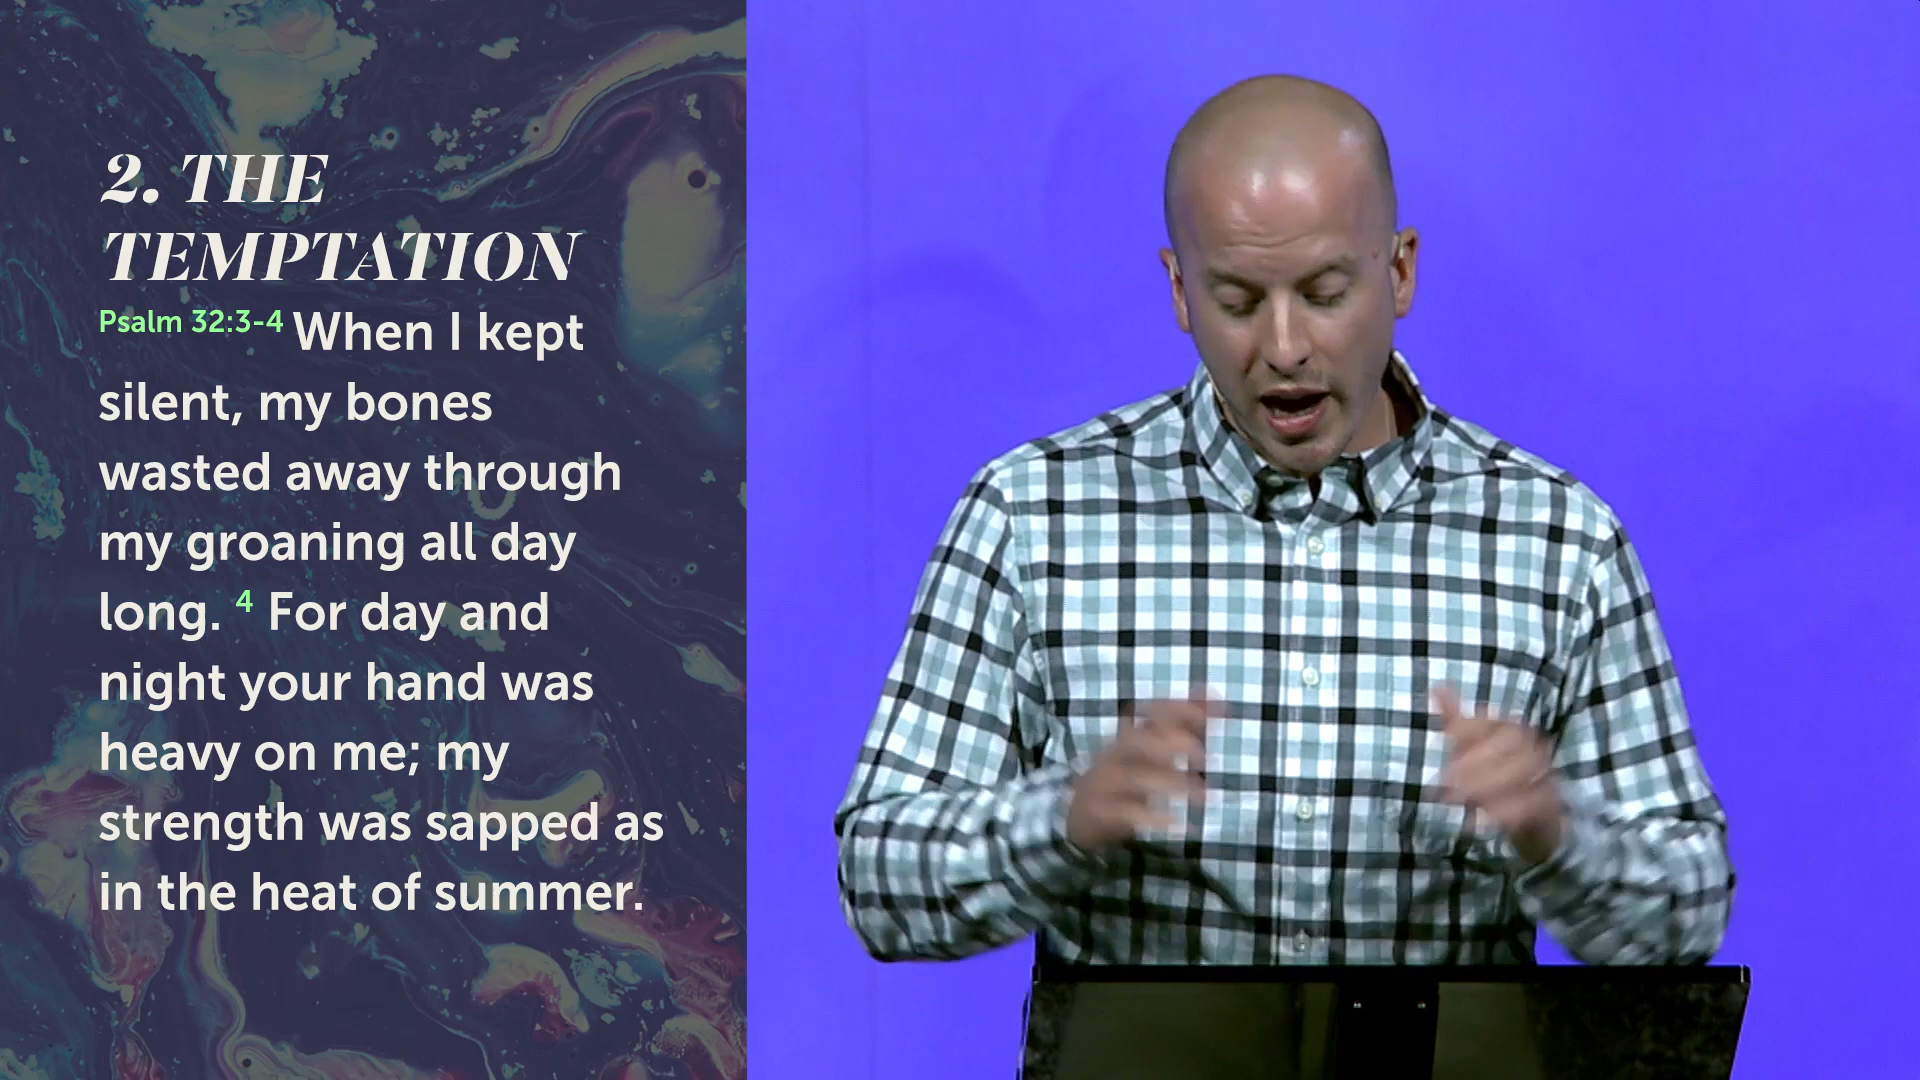 2. THE
TEMPTATION
Psalm 32:3-4 When I kept
silent, my bones
wasted away through
my groaning all day
long. 4 For day and
night your hand was
heavy on me; my
strength was sapped as
in the heat of summer.